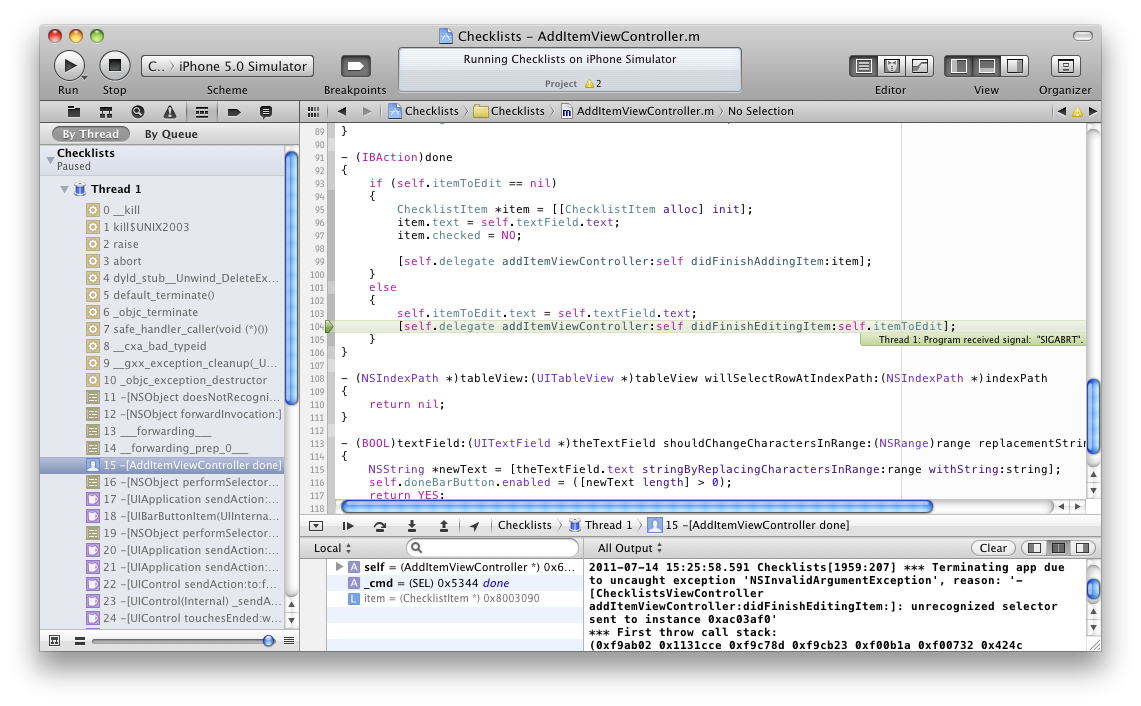 Checklists – AddItemViewController.m
C.. › iPhone 5.0 Simulator
Running Checklists on iPhone Simulator
Project 2
Run
Stop
Scheme
Breakpoints
Editor
View
Organizer
Checklists › Checklists › AddItemViewController.m › No Selection
By Thread
By Queue
Checklists
Paused
Thread 1
0 __kill
1 kill$UNIX2003
2 raise
3 abort
4 dyld_stub__Unwind_DeleteEx...
5 default_terminate()
6 _objc_terminate
7 safe_handler_caller(void (*)())
8 __cxa_bad_typeid
9 __gxx_exception_cleanup(_U...
10 _objc_exception_destructor
11 -[NSObject doesNotRecogni...
12 -[NSObject forwardInvocation:]
13 ___forwarding___
14 __forwarding_prep_0___
15 -[AddItemViewController done]
16 -[NSObject performSelector...
17 -[UIApplication sendAction:...
18 -[UIBarButtonItem(UIInterna...
19 -[NSObject performSelector...
20 -[UIApplication sendAction:...
21 -[UIApplication sendAction:...
22 -[UIControl sendAction:to:f...
23 -[UIControl(Internal) _sendA...
24 -[UIControl touchesEnded:w...
89 }
90
91 - (IBAction)done
92 {
93 if (self.itemToEdit == nil)
94 {
95 ChecklistItem *item = [[ChecklistItem alloc] init];
96 item.text = self.textField.text;
97 item.checked = NO;
98
99 [self.delegate addItemViewController:self didFinishAddingItem:item];
100 }
101 else
102 {
103 self.itemToEdit.text = self.textField.text;
104 [self.delegate addItemViewController:self didFinishEditingItem:self.itemToEdit];
Thread 1: Program received signal: "SIGABRT".
105 }
106 }
107
108 - (NSIndexPath *)tableView:(UITableView *)tableView willSelectRowAtIndexPath:(NSIndexPath *)indexPath
109 {
110 return nil;
111 }
112
113 - (BOOL)textField:(UITextField *)theTextField shouldChangeCharactersInRange:(NSRange)range replacementStrin
114 {
115 NSString *newText = [theTextField.text stringByReplacingCharactersInRange:range withString:string];
116 self.doneBarButton.enabled = ([newText length] > 0);
117 return YES;
118
Checklists › Thread 1 › 15 -[AddItemViewController done]
Local
All Output
Clear
self = (AddItemViewController *) 0x6...
_cmd = (SEL) 0x5344 done
item = (ChecklistItem *) 0x8003090
2011-07-14 15:25:58.591 Checklists[1959:207] *** Terminating app due
to uncaught exception 'NSInvalidArgumentException', reason: '-
[ChecklistsViewController
addItemViewController:didFinishEditingItem:]: unrecognized selector
sent to instance 0xac03af0'
*** First throw call stack:
(0xf9ab02 0x1131cce 0xf9c78d 0xf9cb23 0xf00b1a 0xf00732 0x424c